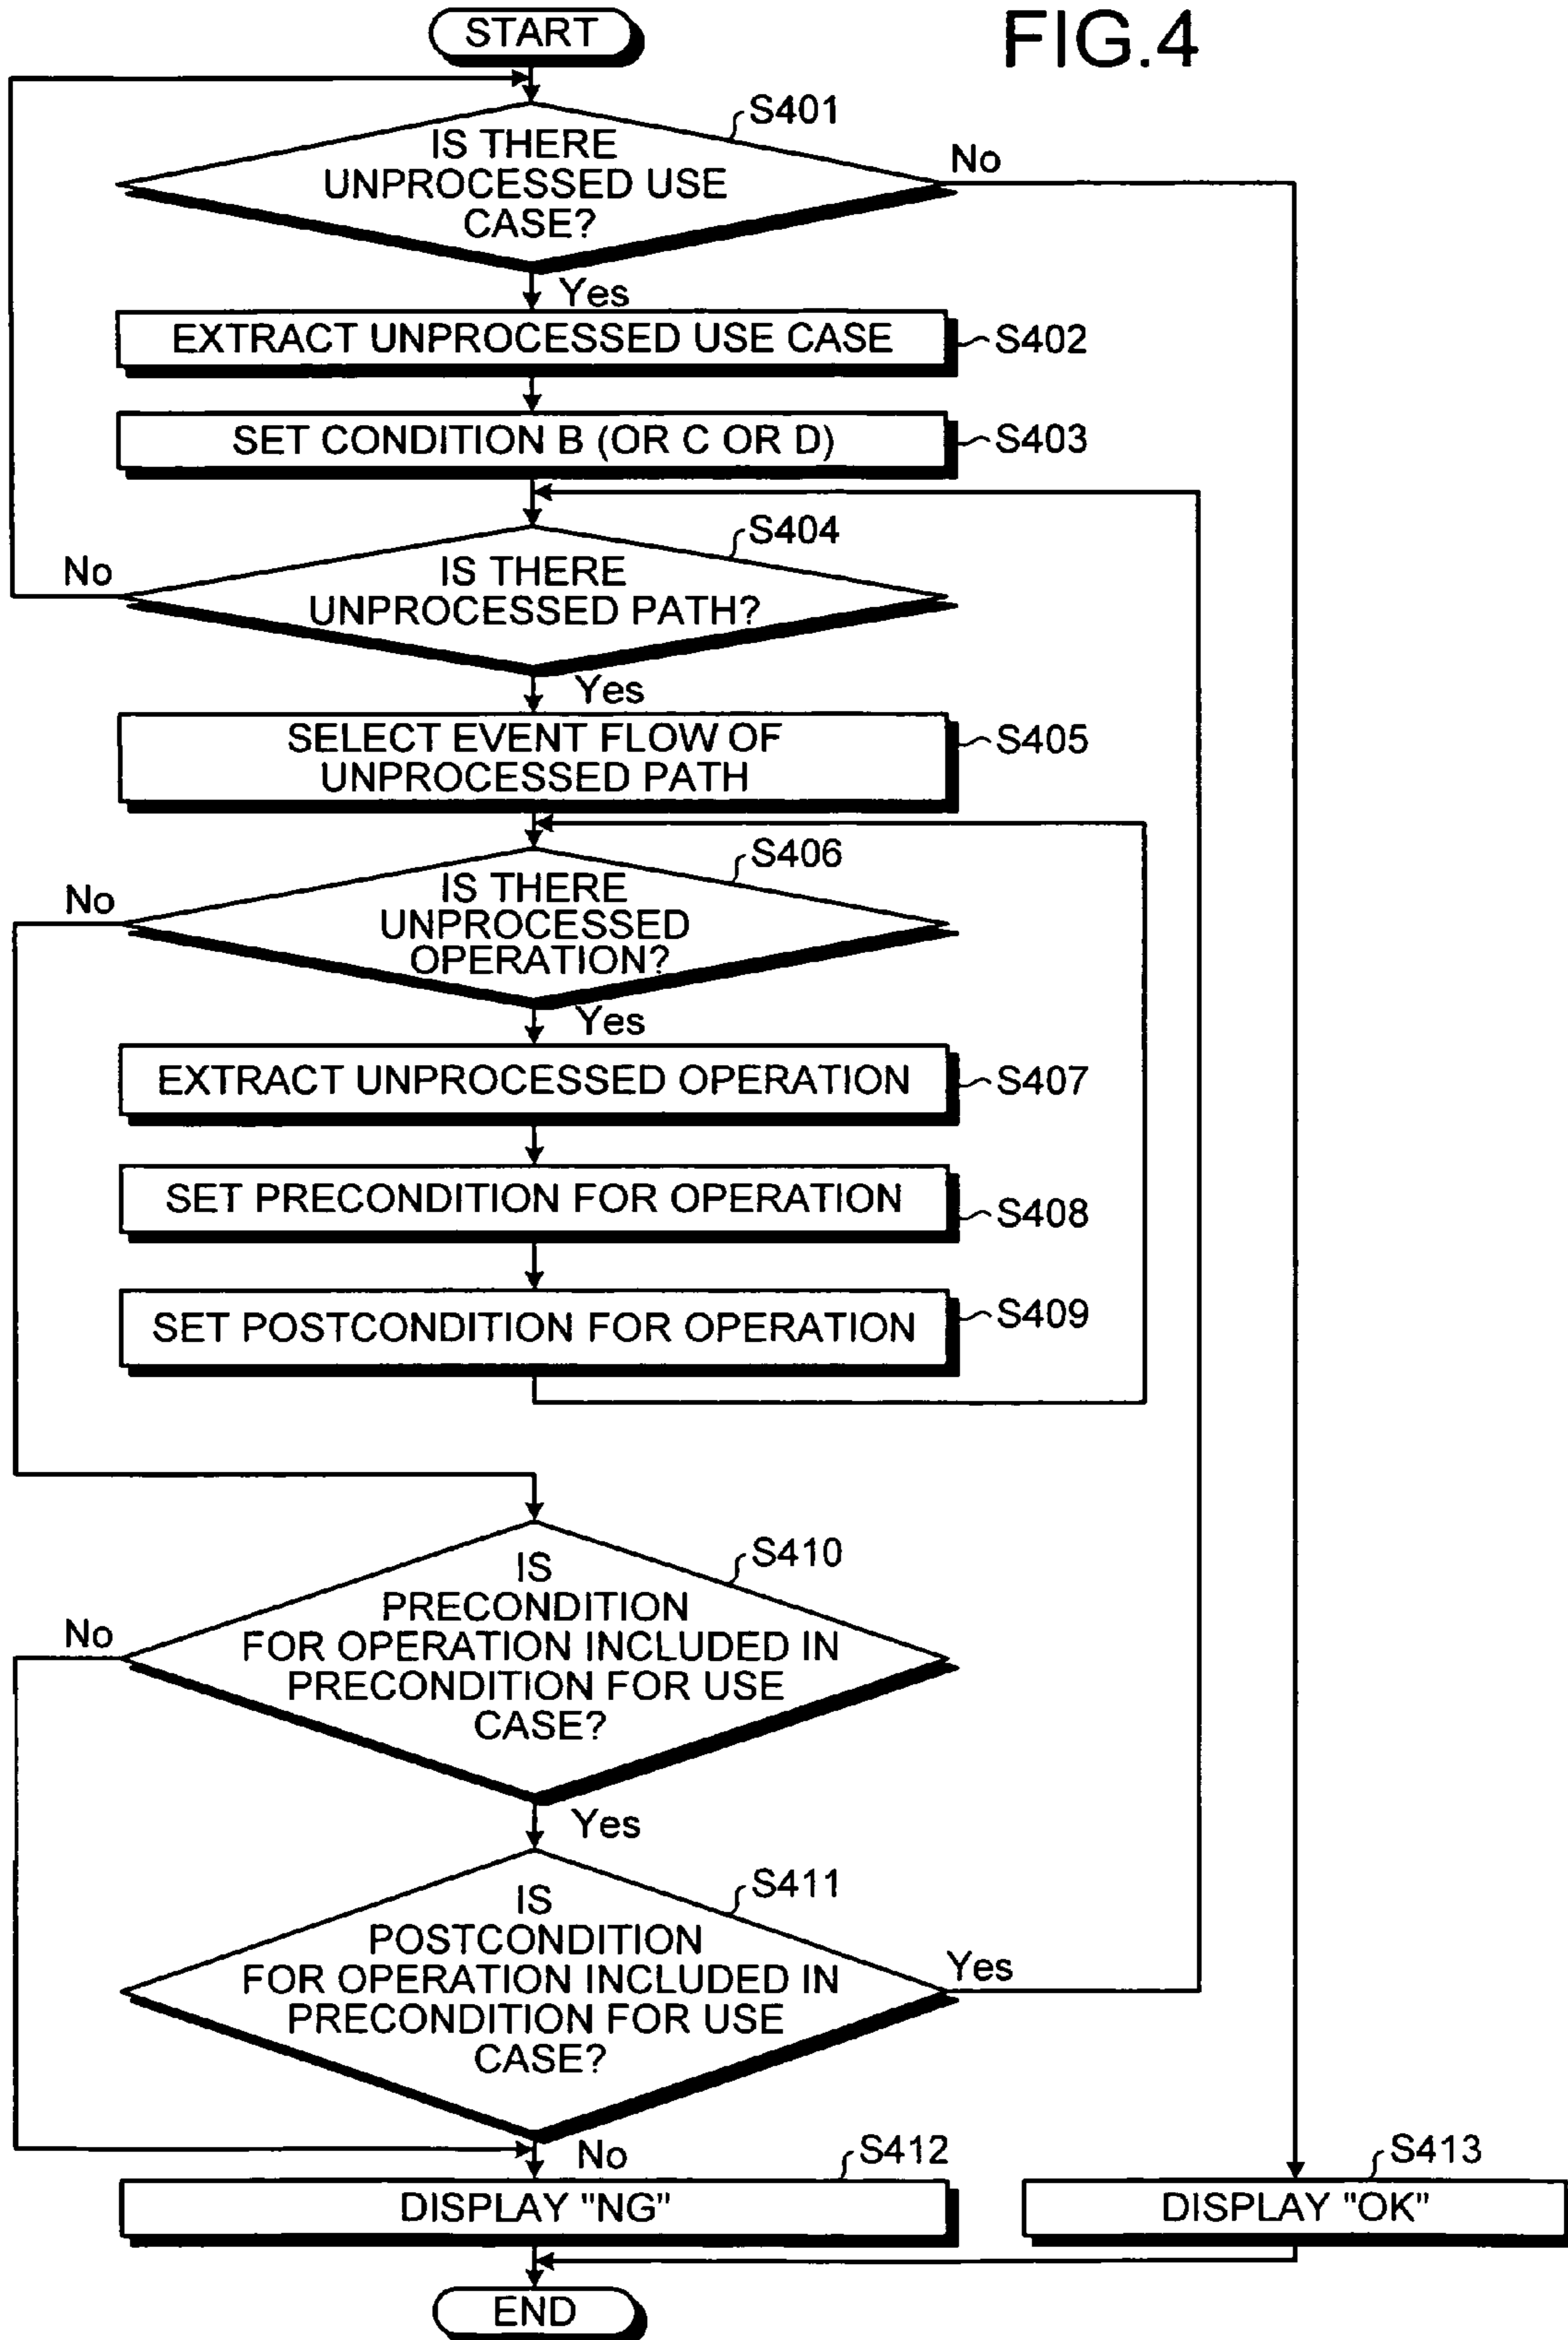 START
FIG.4
S401
IS THERE
UNPROCESSED USE
CASE?
No
Yes
EXTRACT UNPROCESSED USE CASE
S402
SET CONDITION B (OR C OR D)
S403
S404
No
IS THERE
UNPROCESSED PATH?
Yes
SELECT EVENT FLOW OF
UNPROCESSED PATH
S405
S406
No
IS THERE
UNPROCESSED
OPERATION?
Yes
EXTRACT UNPROCESSED OPERATION
S407
SET PRECONDITION FOR OPERATION
S408
SET POSTCONDITION FOR OPERATION
S409
S410
No
IS
PRECONDITION
FOR OPERATION INCLUDED IN
PRECONDITION FOR USE
CASE?
Yes
S411
IS
POSTCONDITION
FOR OPERATION INCLUDED IN
PRECONDITION FOR USE
CASE?
Yes
No
S412
DISPLAY "NG"
S413
DISPLAY "OK"
END